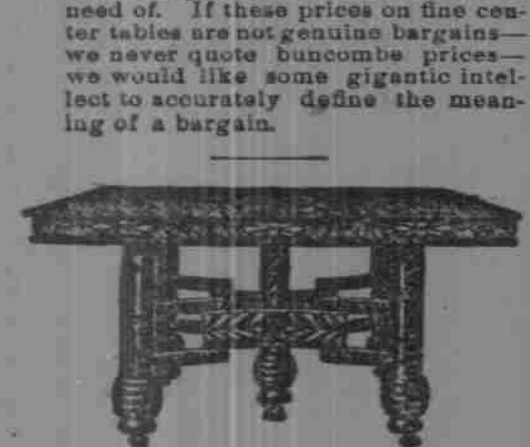 need of. If these prices on fine cen-
ter tables are not genuine bargains—
we never quote buncombe prices—
we would like some gigantic intel-
lect to accurately define the mean-
ing of a bargain.